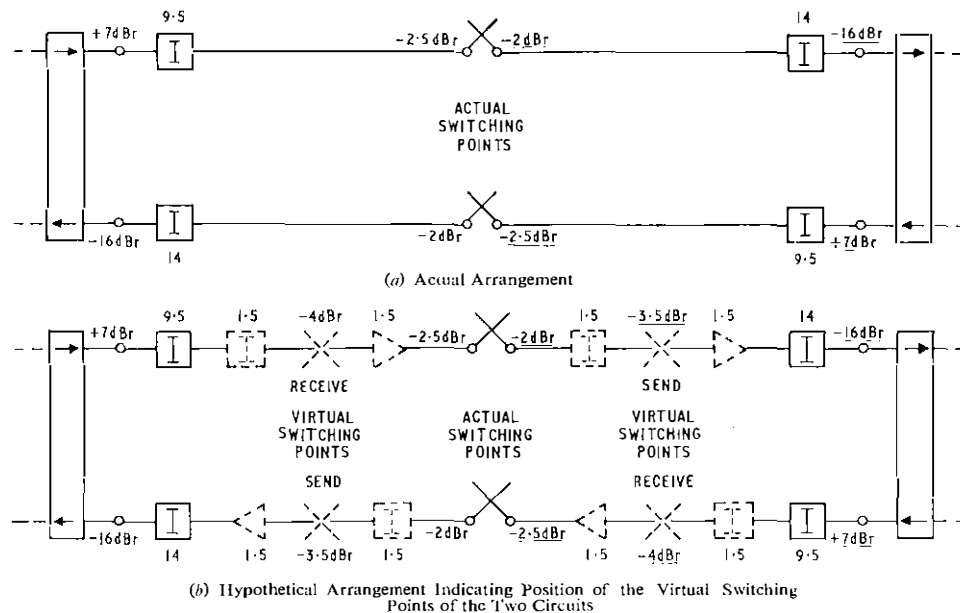 9·5
14
+7dBr
-2·5dBr
-2dBr
-16dBr
I
I
ACTUAL
SWITCHING
POINTS
-16dBr
I
14
-2dBr
-2·5dBr
I
9·5
+7dBr
(a) Actual Arrangement
9·5
1·5
-4dBr
1·5
1·5
-3·5dBr
1·5
14
+7dBr
-2·5dBr
-2dBr
-16dBr
I
I
I
I
RECEIVE
SEND
VIRTUAL
SWITCHING
POINTS
ACTUAL
SWITCHING
POINTS
VIRTUAL
SWITCHING
POINTS
SEND
RECEIVE
I
I
I
I
-16dBr
14
1·5
-3·5dBr
1·5
-2dBr
-2·5dBr
1·5
-4dBr
1·5
9·5
+7dBr
(b) Hypothetical Arrangement Indicating Position of the Virtual Switching
Points of the Two Circuits